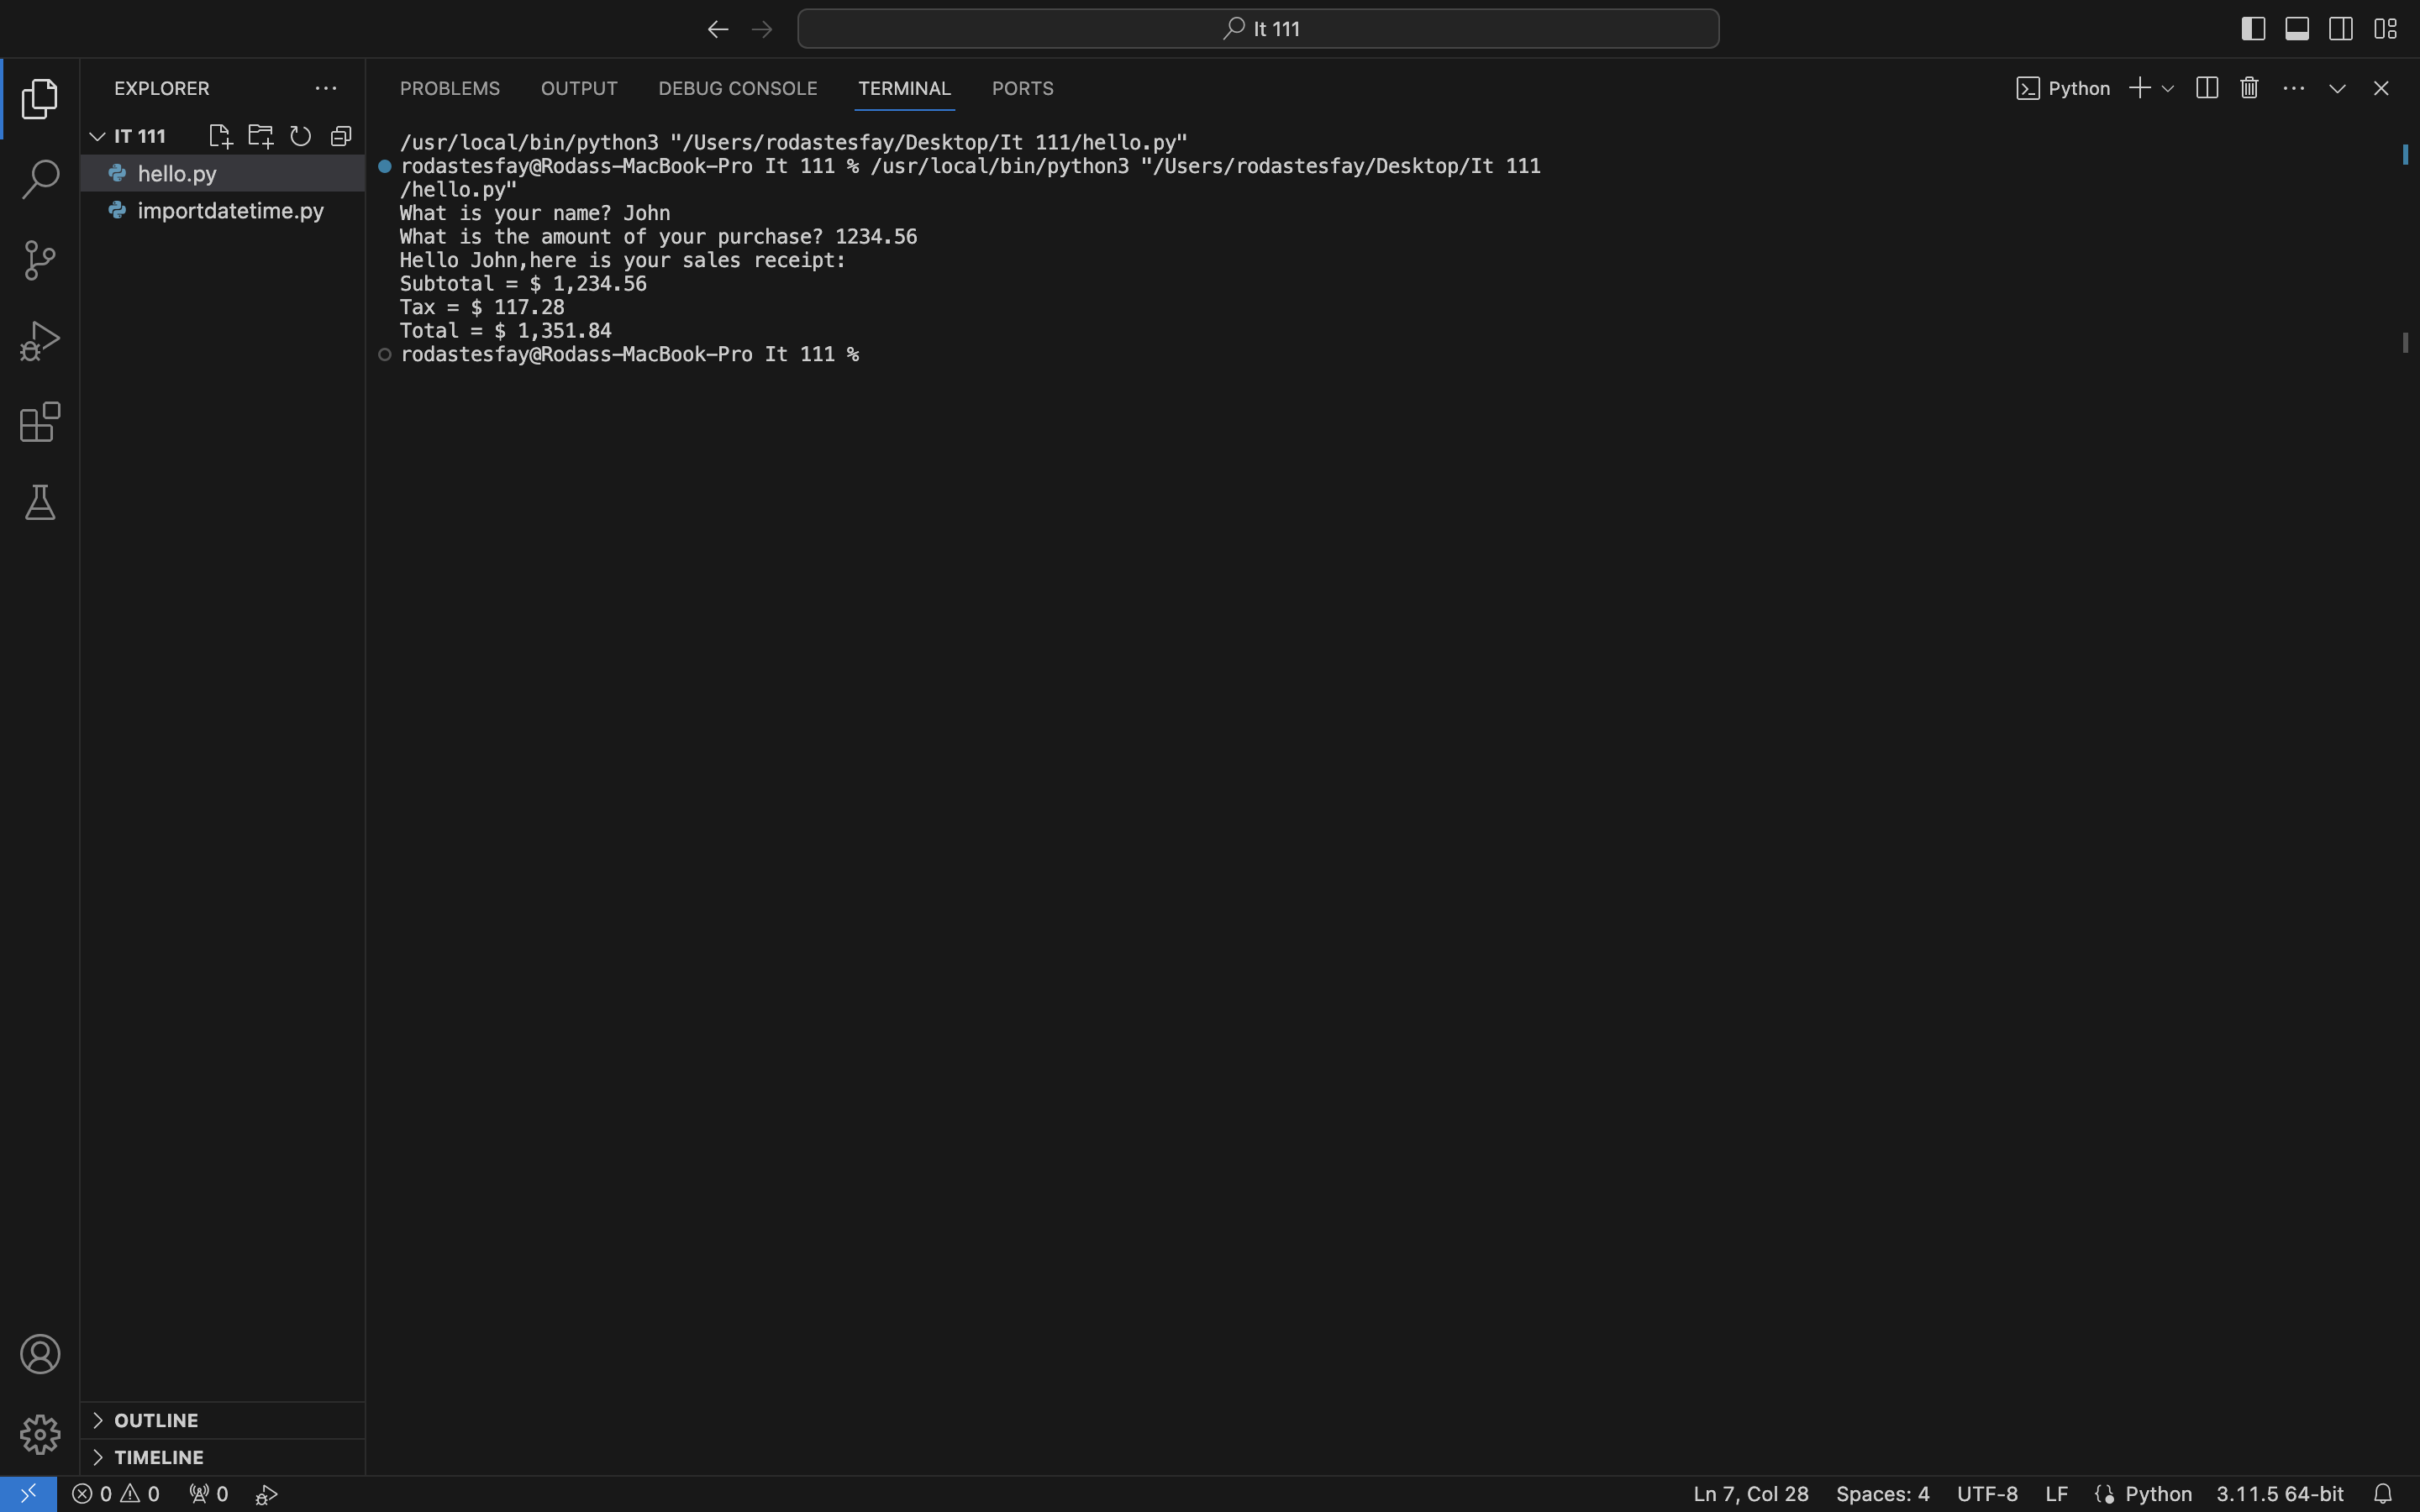 It 111
EXPLORER
IT 111
hello.py
importdatetime.py
PROBLEMS OUTPUT DEBUG CONSOLE TERMINAL PORTS
Python
/usr/local/bin/python3 "/Users/rodastesfay/Desktop/It 111/hello.py"
rodastesfay@Rodass-MacBook-Pro It 111 % /usr/local/bin/python3 "/Users/rodastesfay/Desktop/It 111
/hello.py"
What is your name? John
What is the amount of your purchase? 1234.56
Hello John,here is your sales receipt:
Subtotal = $ 1,234.56
Tax = $ 117.28
Total = $ 1,351.84
rodastesfay@Rodass-MacBook-Pro It 111 %
OUTLINE
TIMELINE
0 0 0
Ln 7, Col 28 Spaces: 4 UTF-8 LF Python 3.11.5 64-bit